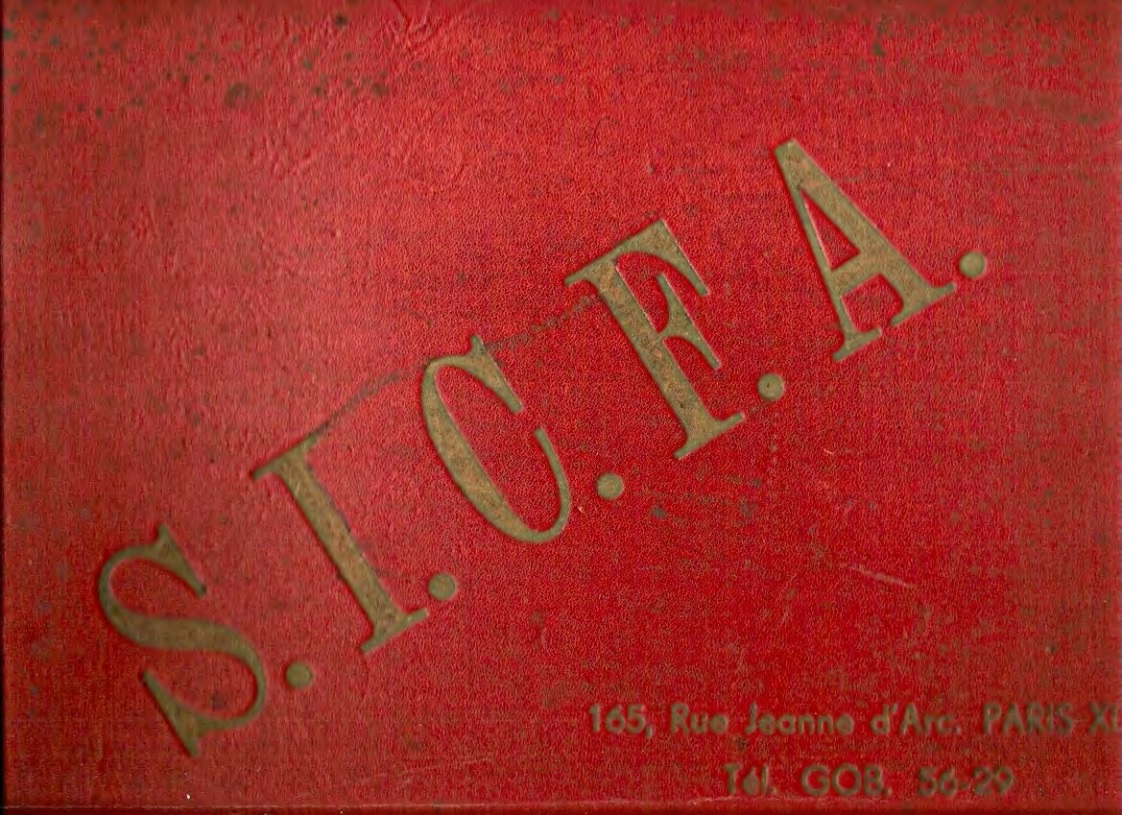 S.I.C.F.A.
165, Rue Jeanne d'Arc. PARIS-XI
Tél. GOB. 56-29